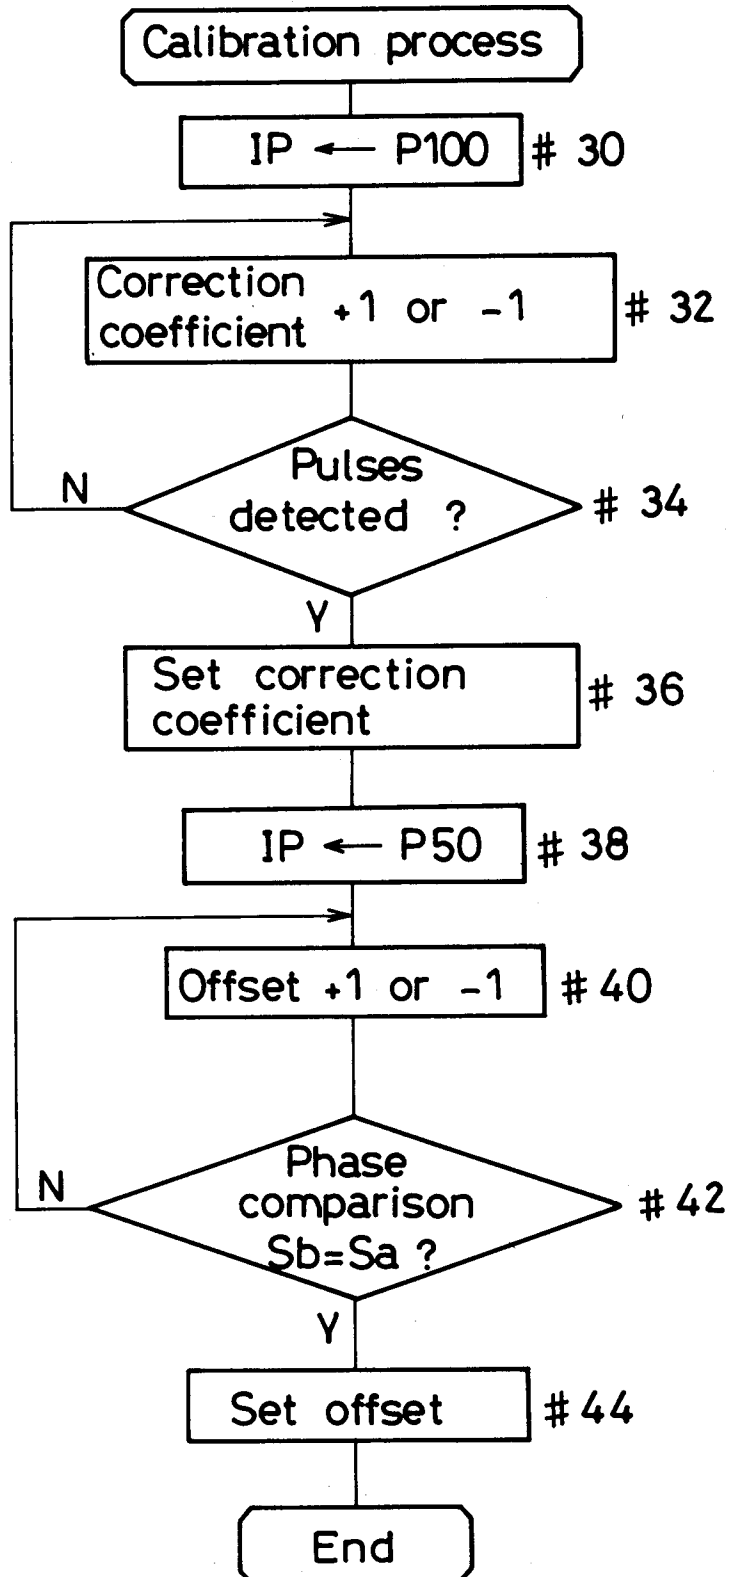 Calibration process
IP ← P100 # 30
Correction
coefficient +1 or -1 # 32
Pulses
detected ? # 34
N
Y
Set correction
coefficient # 36
IP ← P50 # 38
Offset +1 or -1 # 40
Phase
comparison
Sb=Sa ? # 42
N
Y
Set offset # 44
End